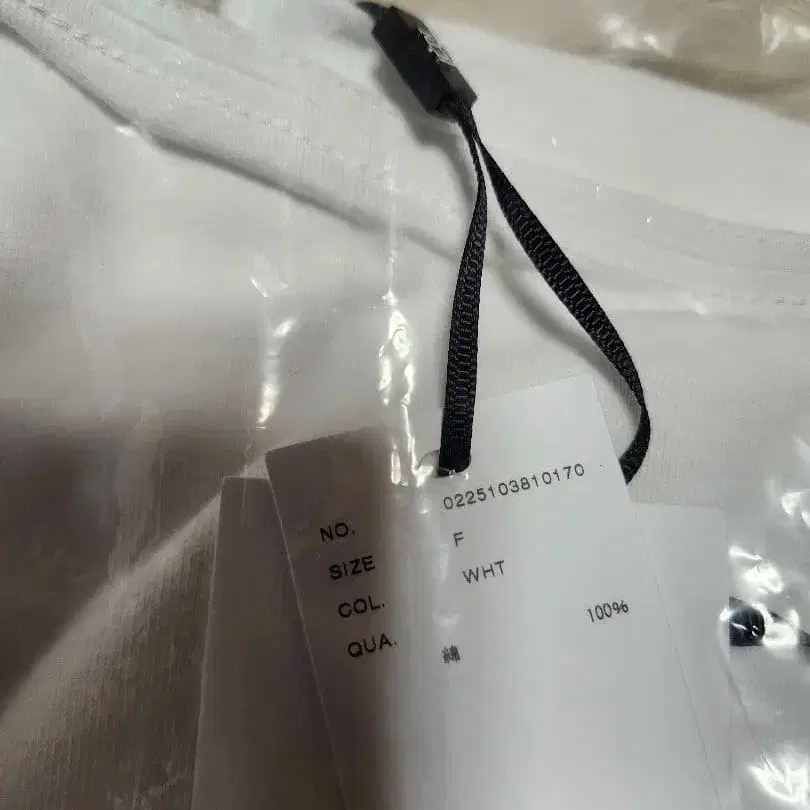 NO. 0225103810170
SIZE F
COL. WHT
QUA. 綿 100%